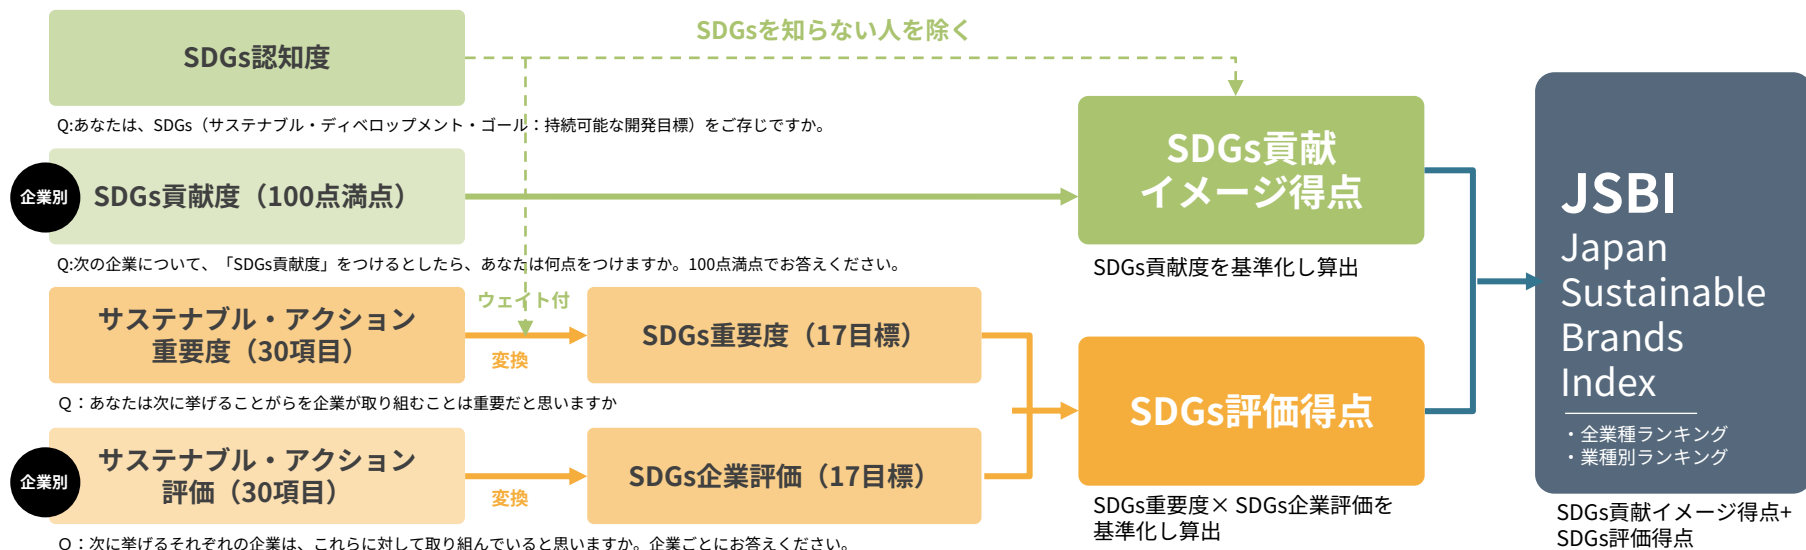 SDGsを知らない人を除く
SDGs認知度
Q:あなたは、SDGs（サステナブル・ディベロップメント・ゴール：持続可能な開発目標）をご存じですか。
企業別
SDGs貢献度（100点満点）
Q:次の企業について、「SDGs貢献度」をつけるとしたら、あなたは何点をつけますか。100点満点でお答えください。
SDGs貢献
イメージ得点
SDGs貢献度を基準化し算出
ウェイト付
サステナブル・アクション
重要度（30項目）
変換
SDGs重要度（17目標）
Q：あなたは次に挙げることがらを企業が取り組むことは重要だと思いますか
企業別
サステナブル・アクション
評価（30項目）
変換
SDGs企業評価（17目標）
Q：次に挙げるそれぞれの企業は、これらに対して取り組んでいると思いますか。企業ごとにお答えください。
SDGs評価得点
SDGs重要度× SDGs企業評価を
基準化し算出
JSBI
Japan
Sustainable
Brands
Index
・全業種ランキング
・業種別ランキング
SDGs貢献イメージ得点+
SDGs評価得点